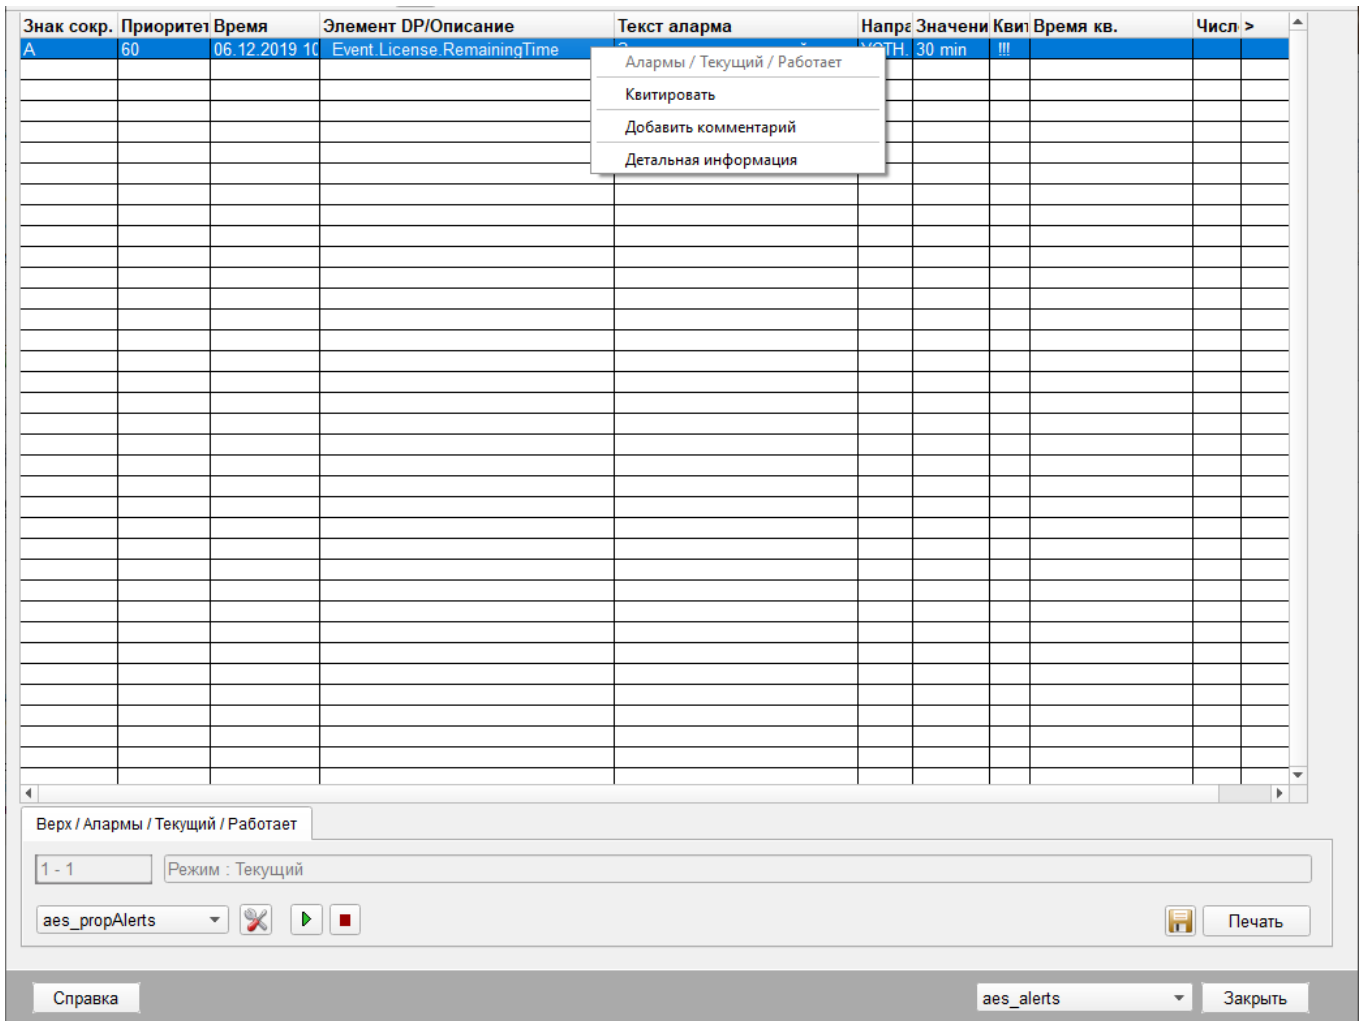 Знак сокр. Приоритет Время Элемент DP/Описание Текст аларма Напра Значени Квит Время кв. Числ >
A 60 06.12.2019 10 Event.License.RemainingTime УСТН. 30 min !!!
Алармы / Текущий / Работает
Квитировать
Добавить комментарий
Детальная информация
Верх / Алармы / Текущий / Работает
1 - 1 Режим : Текущий
aes_propAlerts Печать
Справка aes_alerts Закрыть